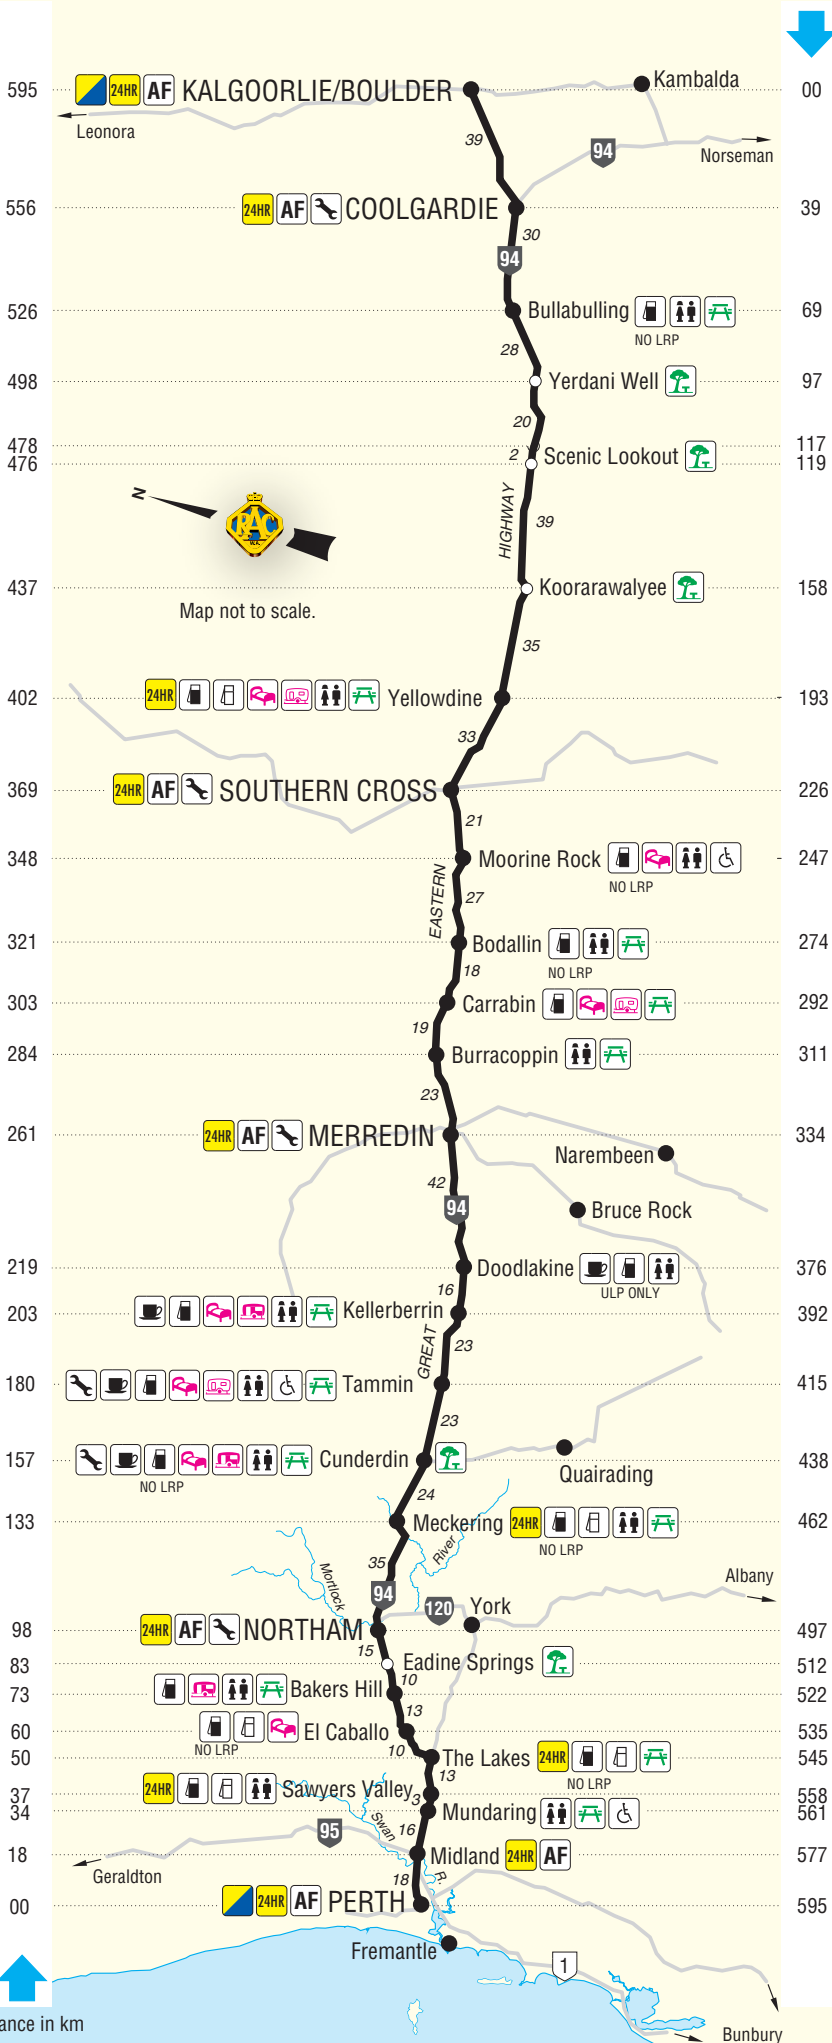 595 24HR AF KALGOORLIE/BOULDER Kambalda 00
Leonora
39 94 Norseman
556 24HR AF COOLGARDIE 39
30
94
526 Bullabulling 69
NO LRP
28
498 Yerdani Well 97
20
478 117
2 Scenic Lookout
476 119
N
RAC
W.A.
HIGHWAY 39
437 Koorarawalyee 158
Map not to scale.
35
402 24HR Yellowdine 193
33
369 24HR AF SOUTHERN CROSS 226
21
348 Moorine Rock 247
NO LRP
EASTERN 27
321 Bodallin 274
18 NO LRP
303 Carrabin 292
19
284 Burracoppin 311
23
261 24HR AF MERREDIN 334
Narembeen
42
94 Bruce Rock
219 Doodlakine 376
16 ULP ONLY
203 Kellerberrin 392
GREAT 23
180 Tammin 415
23
157 Cunderdin 438
NO LRP Quairading
24
133 Meckering 24HR 462
River NO LRP
35
Mortlock Albany
94 120 York
98 24HR AF NORTHAM 497
15
83 Eadine Springs 512
10
73 Bakers Hill 522
13
60 El Caballo 535
NO LRP 10
50 The Lakes 24HR 545
13 NO LRP
37 24HR Sawyers Valley 558
3
34 Mundaring 561
95 Swan 16
18 Midland 24HR AF 577
Geraldton
18 R.
00 24HR AF PERTH 595
Fremantle
1
ance in km
Bunbury